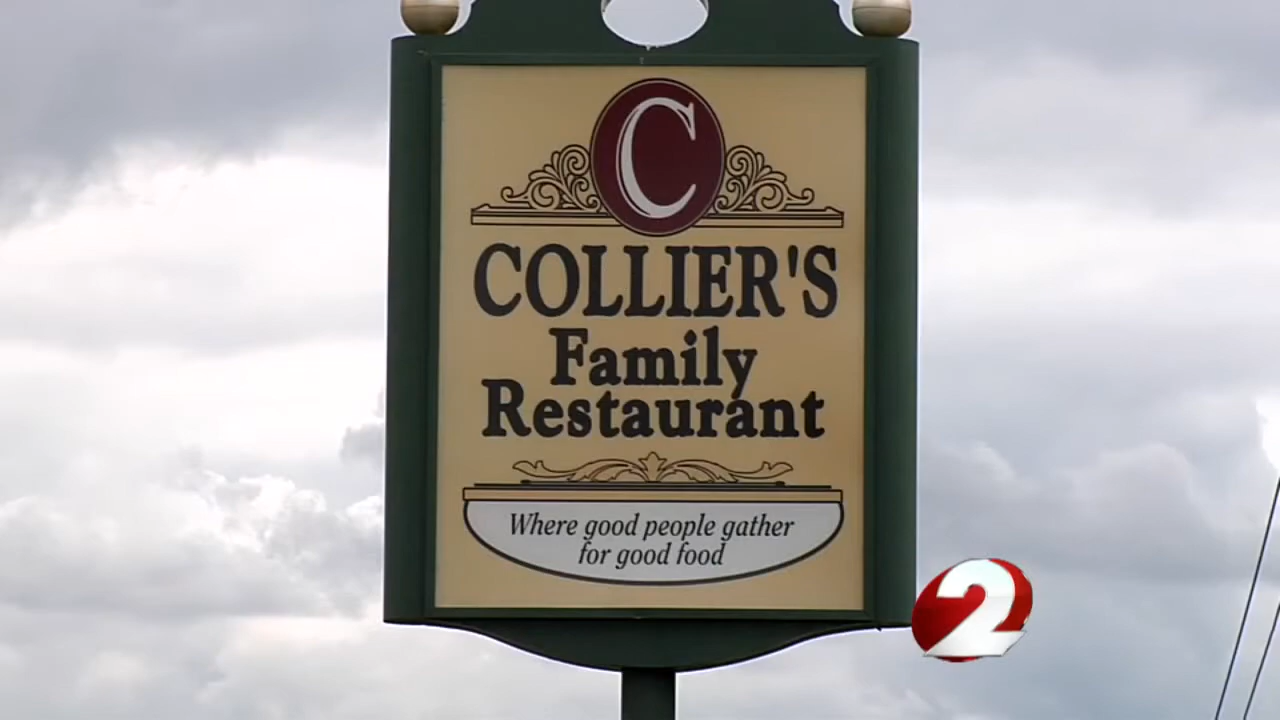 C
COLLIER'S
Family
Restaurant
Where good people gather
for good food
2